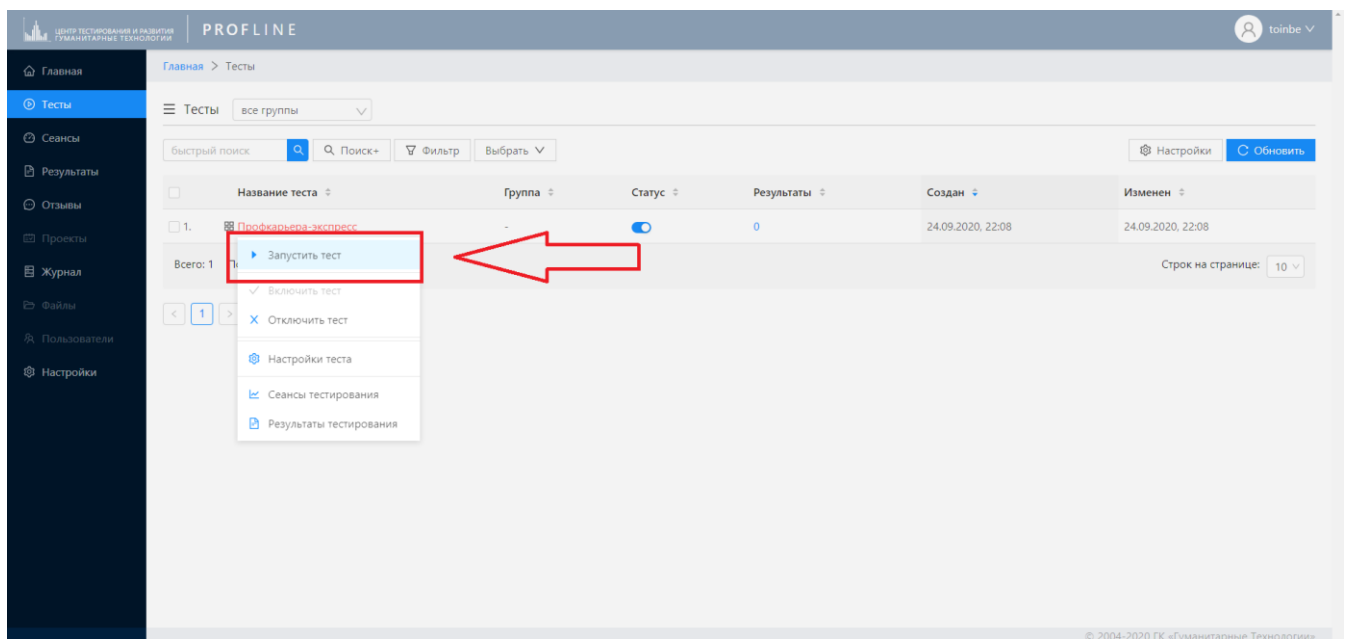 ЦЕНТР ТЕСТИРОВАНИЯ И РАЗВИТИЯ
ГУМАНИТАРНЫЕ ТЕХНОЛОГИИ
PROFLINE
toinbe
Главная
Тесты
Сеансы
Результаты
Отзывы
Проекты
Журнал
Файлы
Пользователи
Настройки
Главная > Тесты
Тесты все группы
быстрый поиск Поиск+ Фильтр Выбрать Настройки Обновить
Название теста Группа Статус Результаты Создан Изменен
1. Профкарьера-экспресс - 0 24.09.2020, 22:08 24.09.2020, 22:08
Всего: 1 Строк на странице: 10
< 1 >
Запустить тест
Включить тест
Отключить тест
Настройки теста
Сеансы тестирования
Результаты тестирования
© 2004-2020 ГК «Гуманитарные Технологии»